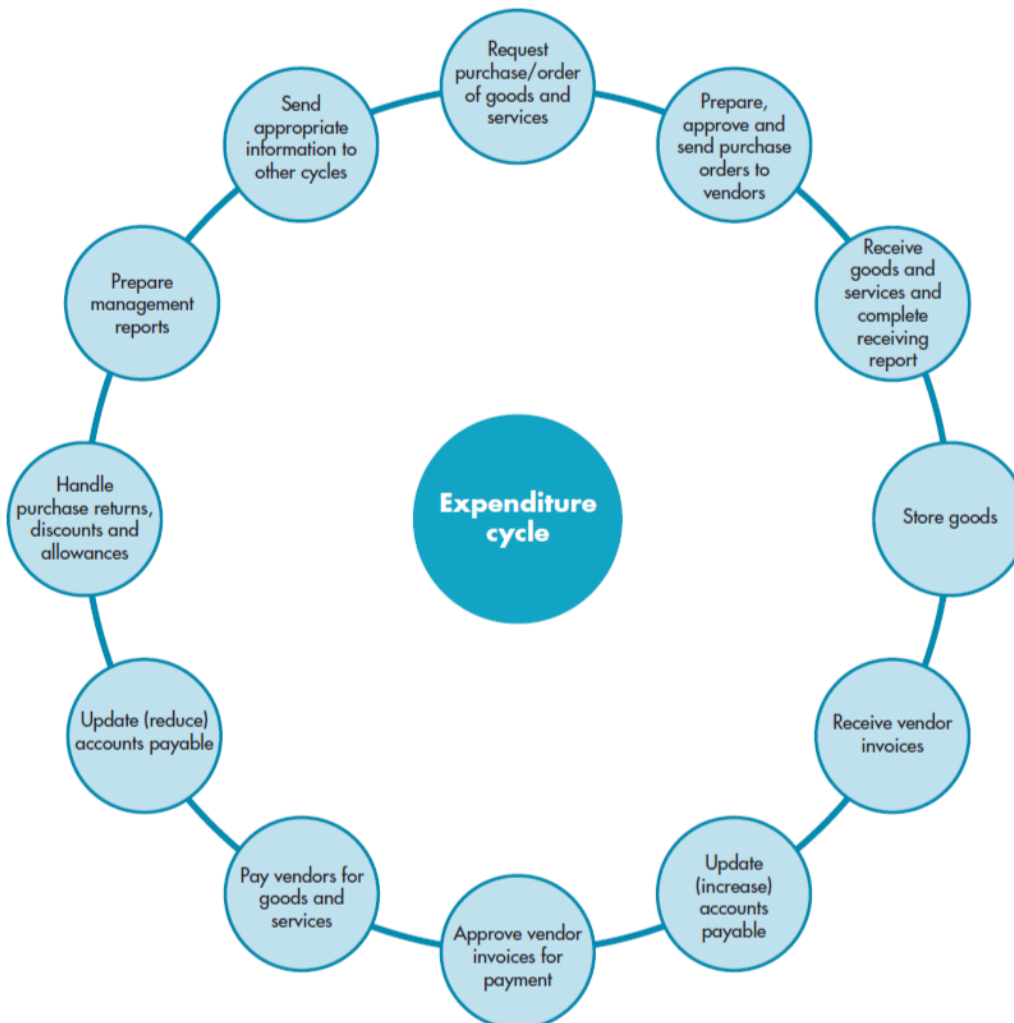 Request
purchase/order
of goods and
services
Prepare,
approve and
send purchase
orders to
vendors
Receive
goods and
services and
complete
receiving
report
Store goods
Receive vendor
invoices
Update
(increase)
accounts
payable
Approve vendor
invoices for
payment
Pay vendors for
goods and
services
Update (reduce)
accounts payable
Handle
purchase returns,
discounts and
allowances
Prepare
management
reports
Send
appropriate
information to
other cycles
Expenditure
cycle